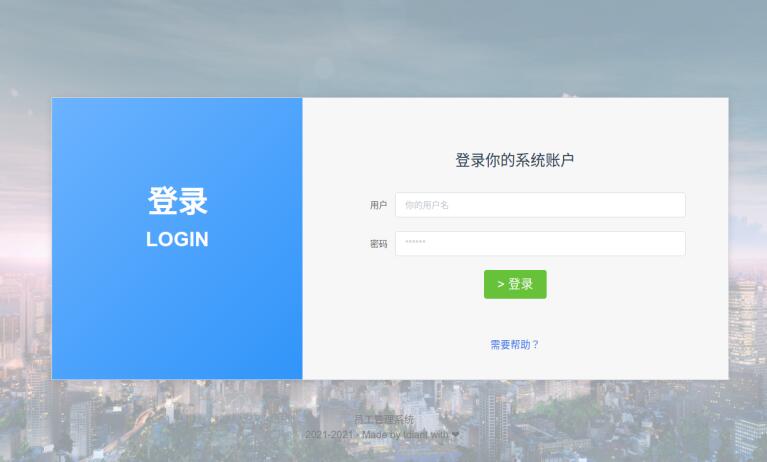 登录
LOGIN
登录你的系统账户
用户 你的用户名
密码 ******
> 登录
需要帮助？
员工管理系统
2021-2021 · Made by Idiant with ❤